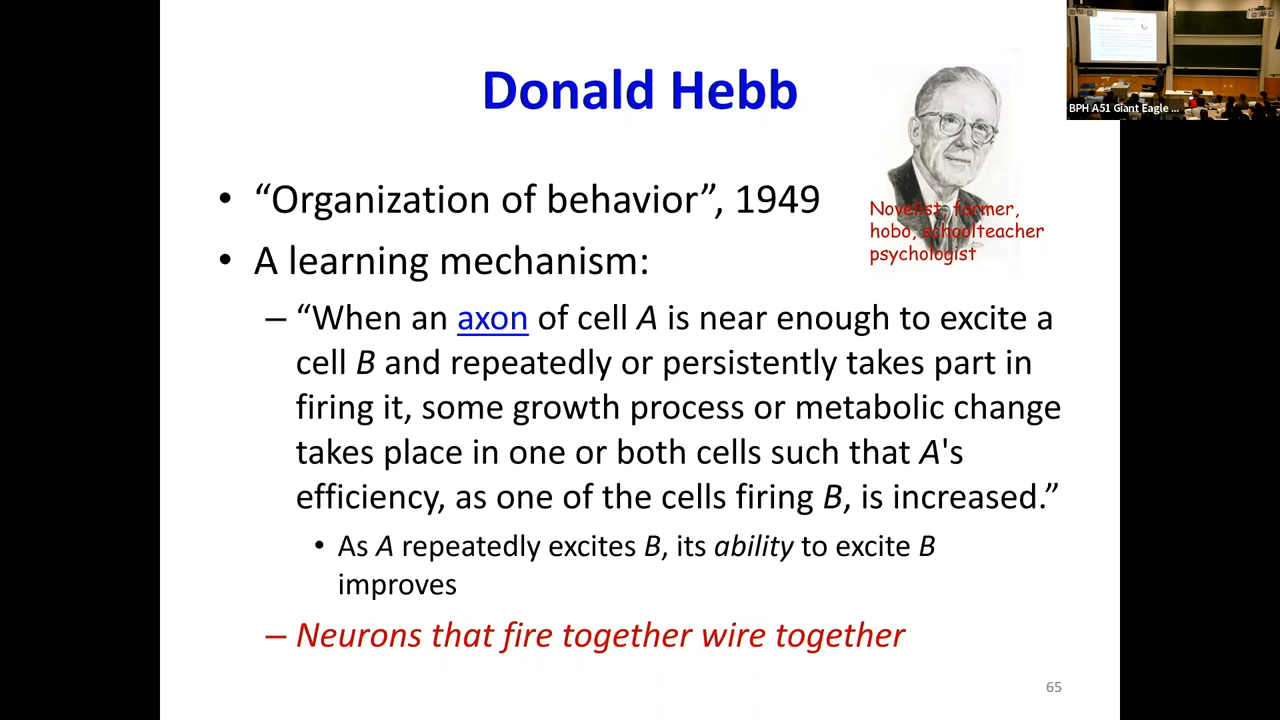 Donald Hebb
BPH A51 Giant Eagle ...
• “Organization of behavior”, 1949
Novelist, farmer,
hobo, schoolteacher
psychologist
• A learning mechanism:
– “When an axon of cell A is near enough to excite a
cell B and repeatedly or persistently takes part in
firing it, some growth process or metabolic change
takes place in one or both cells such that A's
efficiency, as one of the cells firing B, is increased.”
• As A repeatedly excites B, its ability to excite B
improves
– Neurons that fire together wire together
65